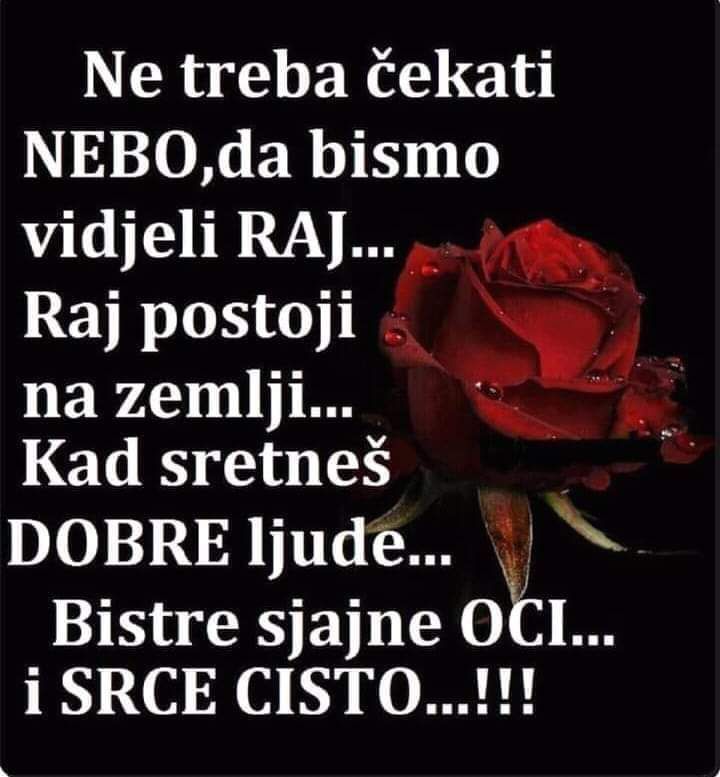 Ne treba čekati
NEBO,da bismo
vidjeli RAJ...
Raj postoji
na zemlji...
Kad sretneš
DOBRE ljude...
Bistre sjajne OCI...
i SRCE CISTO...!!!